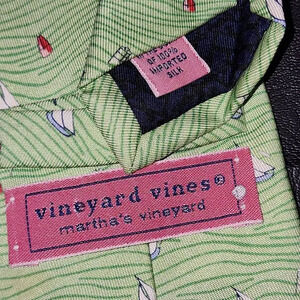 OF 100%
IMPORTED
SILK
vineyard vines®
martha's vineyard